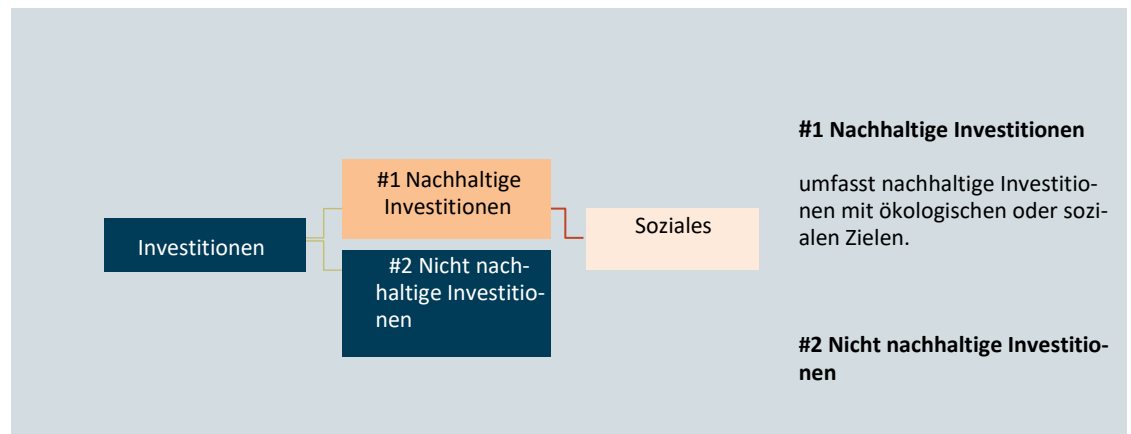 Investitionen
#1 Nachhaltige
Investitionen
#2 Nicht nach-
haltige Investitio-
nen
Soziales
#1 Nachhaltige Investitionen
umfasst nachhaltige Investitio-
nen mit ökologischen oder sozi-
alen Zielen.
#2 Nicht nachhaltige Investitio-
nen